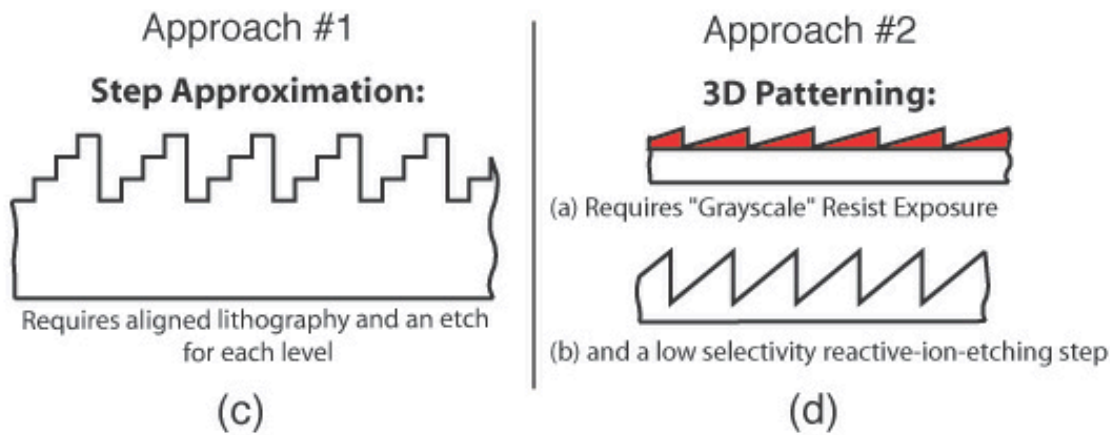 Approach #1
Step Approximation:
Requires aligned lithography and an etch
for each level
(c)
Approach #2
3D Patterning:
(a) Requires "Grayscale" Resist Exposure
(b) and a low selectivity reactive-ion-etching step
(d)